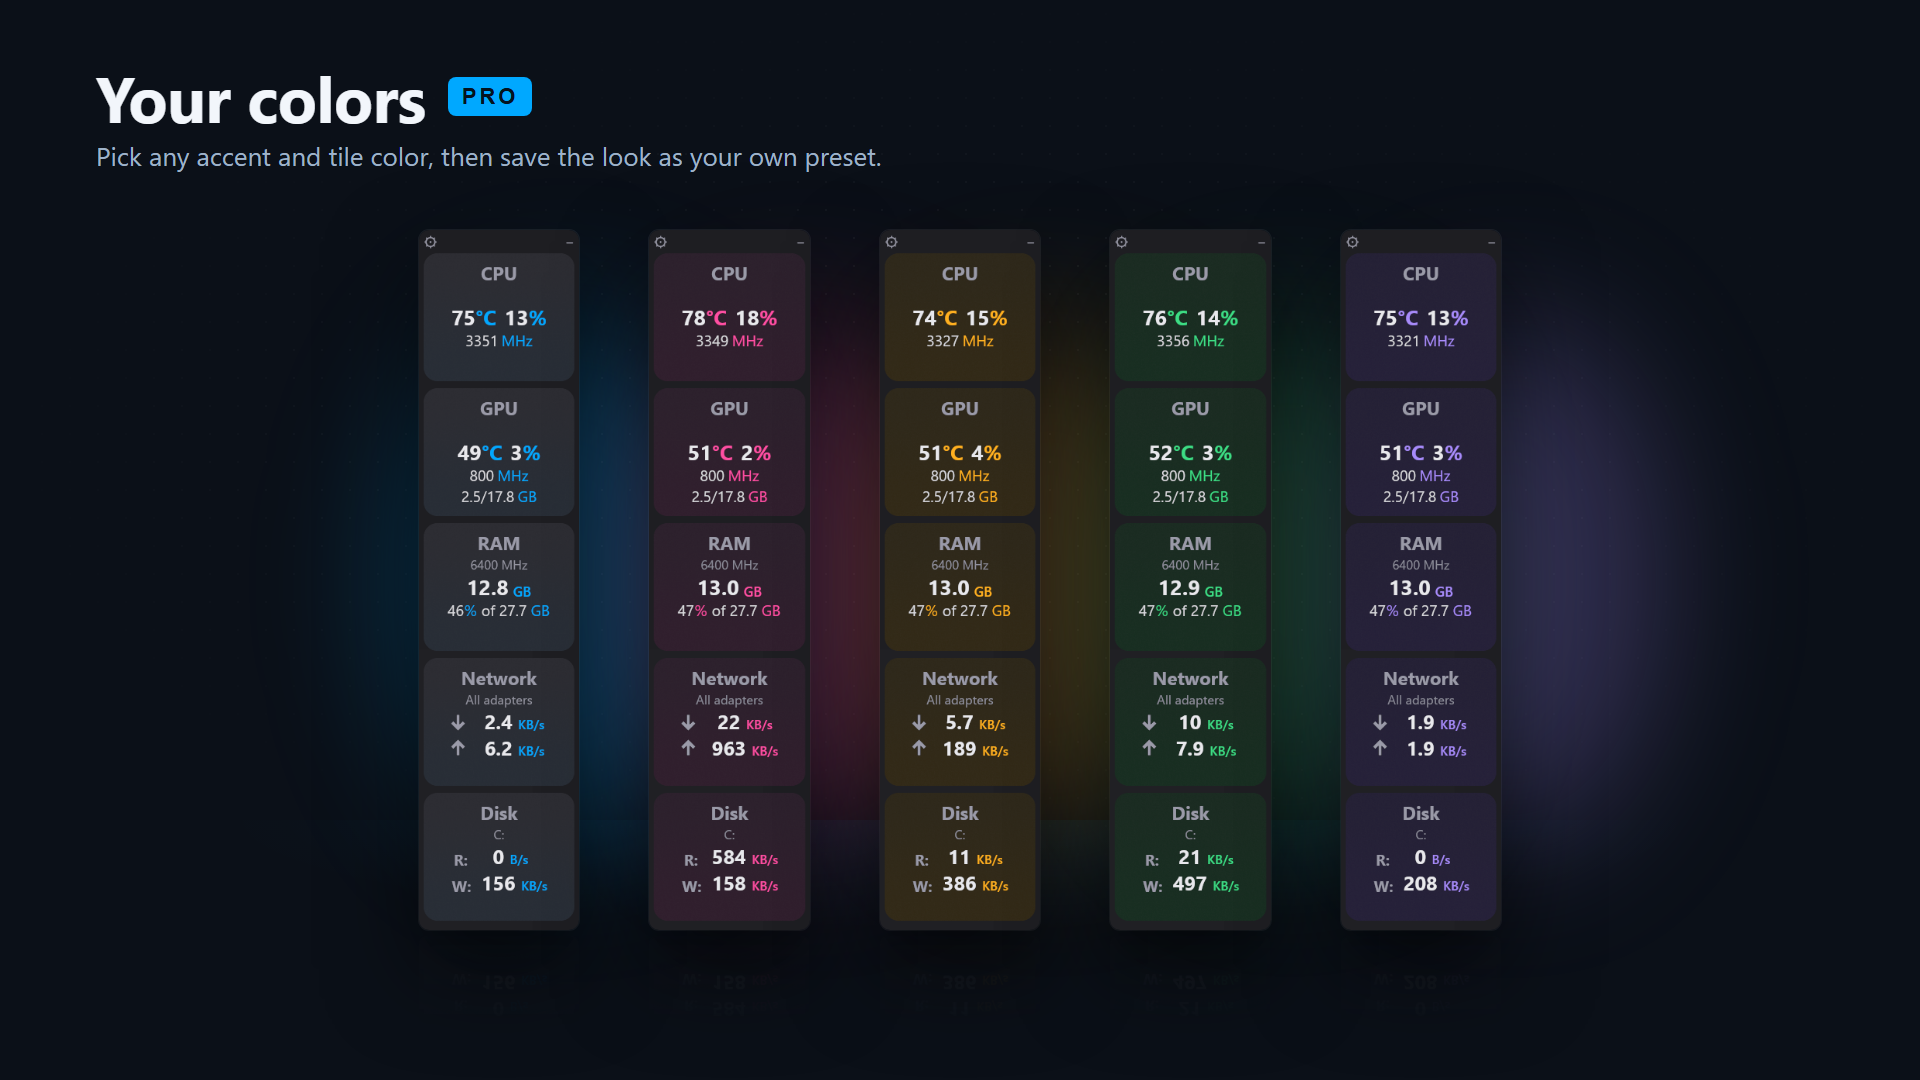 Your colors PRO
Pick any accent and tile color, then save the look as your own preset.
CPU
75°C 13%
3351 MHz
GPU
49°C 3%
800 MHz
2.5/17.8 GB
RAM
6400 MHz
12.8 GB
46% of 27.7 GB
Network
All adapters
↓ 2.4 KB/s
↑ 6.2 KB/s
Disk
C:
R: 0 B/s
W: 156 KB/s
CPU
78°C 18%
3349 MHz
GPU
51°C 2%
800 MHz
2.5/17.8 GB
RAM
6400 MHz
13.0 GB
47% of 27.7 GB
Network
All adapters
↓ 22 KB/s
↑ 963 KB/s
Disk
C:
R: 584 KB/s
W: 158 KB/s
CPU
74°C 15%
3327 MHz
GPU
51°C 4%
800 MHz
2.5/17.8 GB
RAM
6400 MHz
13.0 GB
47% of 27.7 GB
Network
All adapters
↓ 5.7 KB/s
↑ 189 KB/s
Disk
C:
R: 11 KB/s
W: 386 KB/s
CPU
76°C 14%
3356 MHz
GPU
52°C 3%
800 MHz
2.5/17.8 GB
RAM
6400 MHz
12.9 GB
47% of 27.7 GB
Network
All adapters
↓ 10 KB/s
↑ 7.9 KB/s
Disk
C:
R: 21 KB/s
W: 497 KB/s
CPU
75°C 13%
3321 MHz
GPU
51°C 3%
800 MHz
2.5/17.8 GB
RAM
6400 MHz
13.0 GB
47% of 27.7 GB
Network
All adapters
↓ 1.9 KB/s
↑ 1.9 KB/s
Disk
C:
R: 0 B/s
W: 208 KB/s